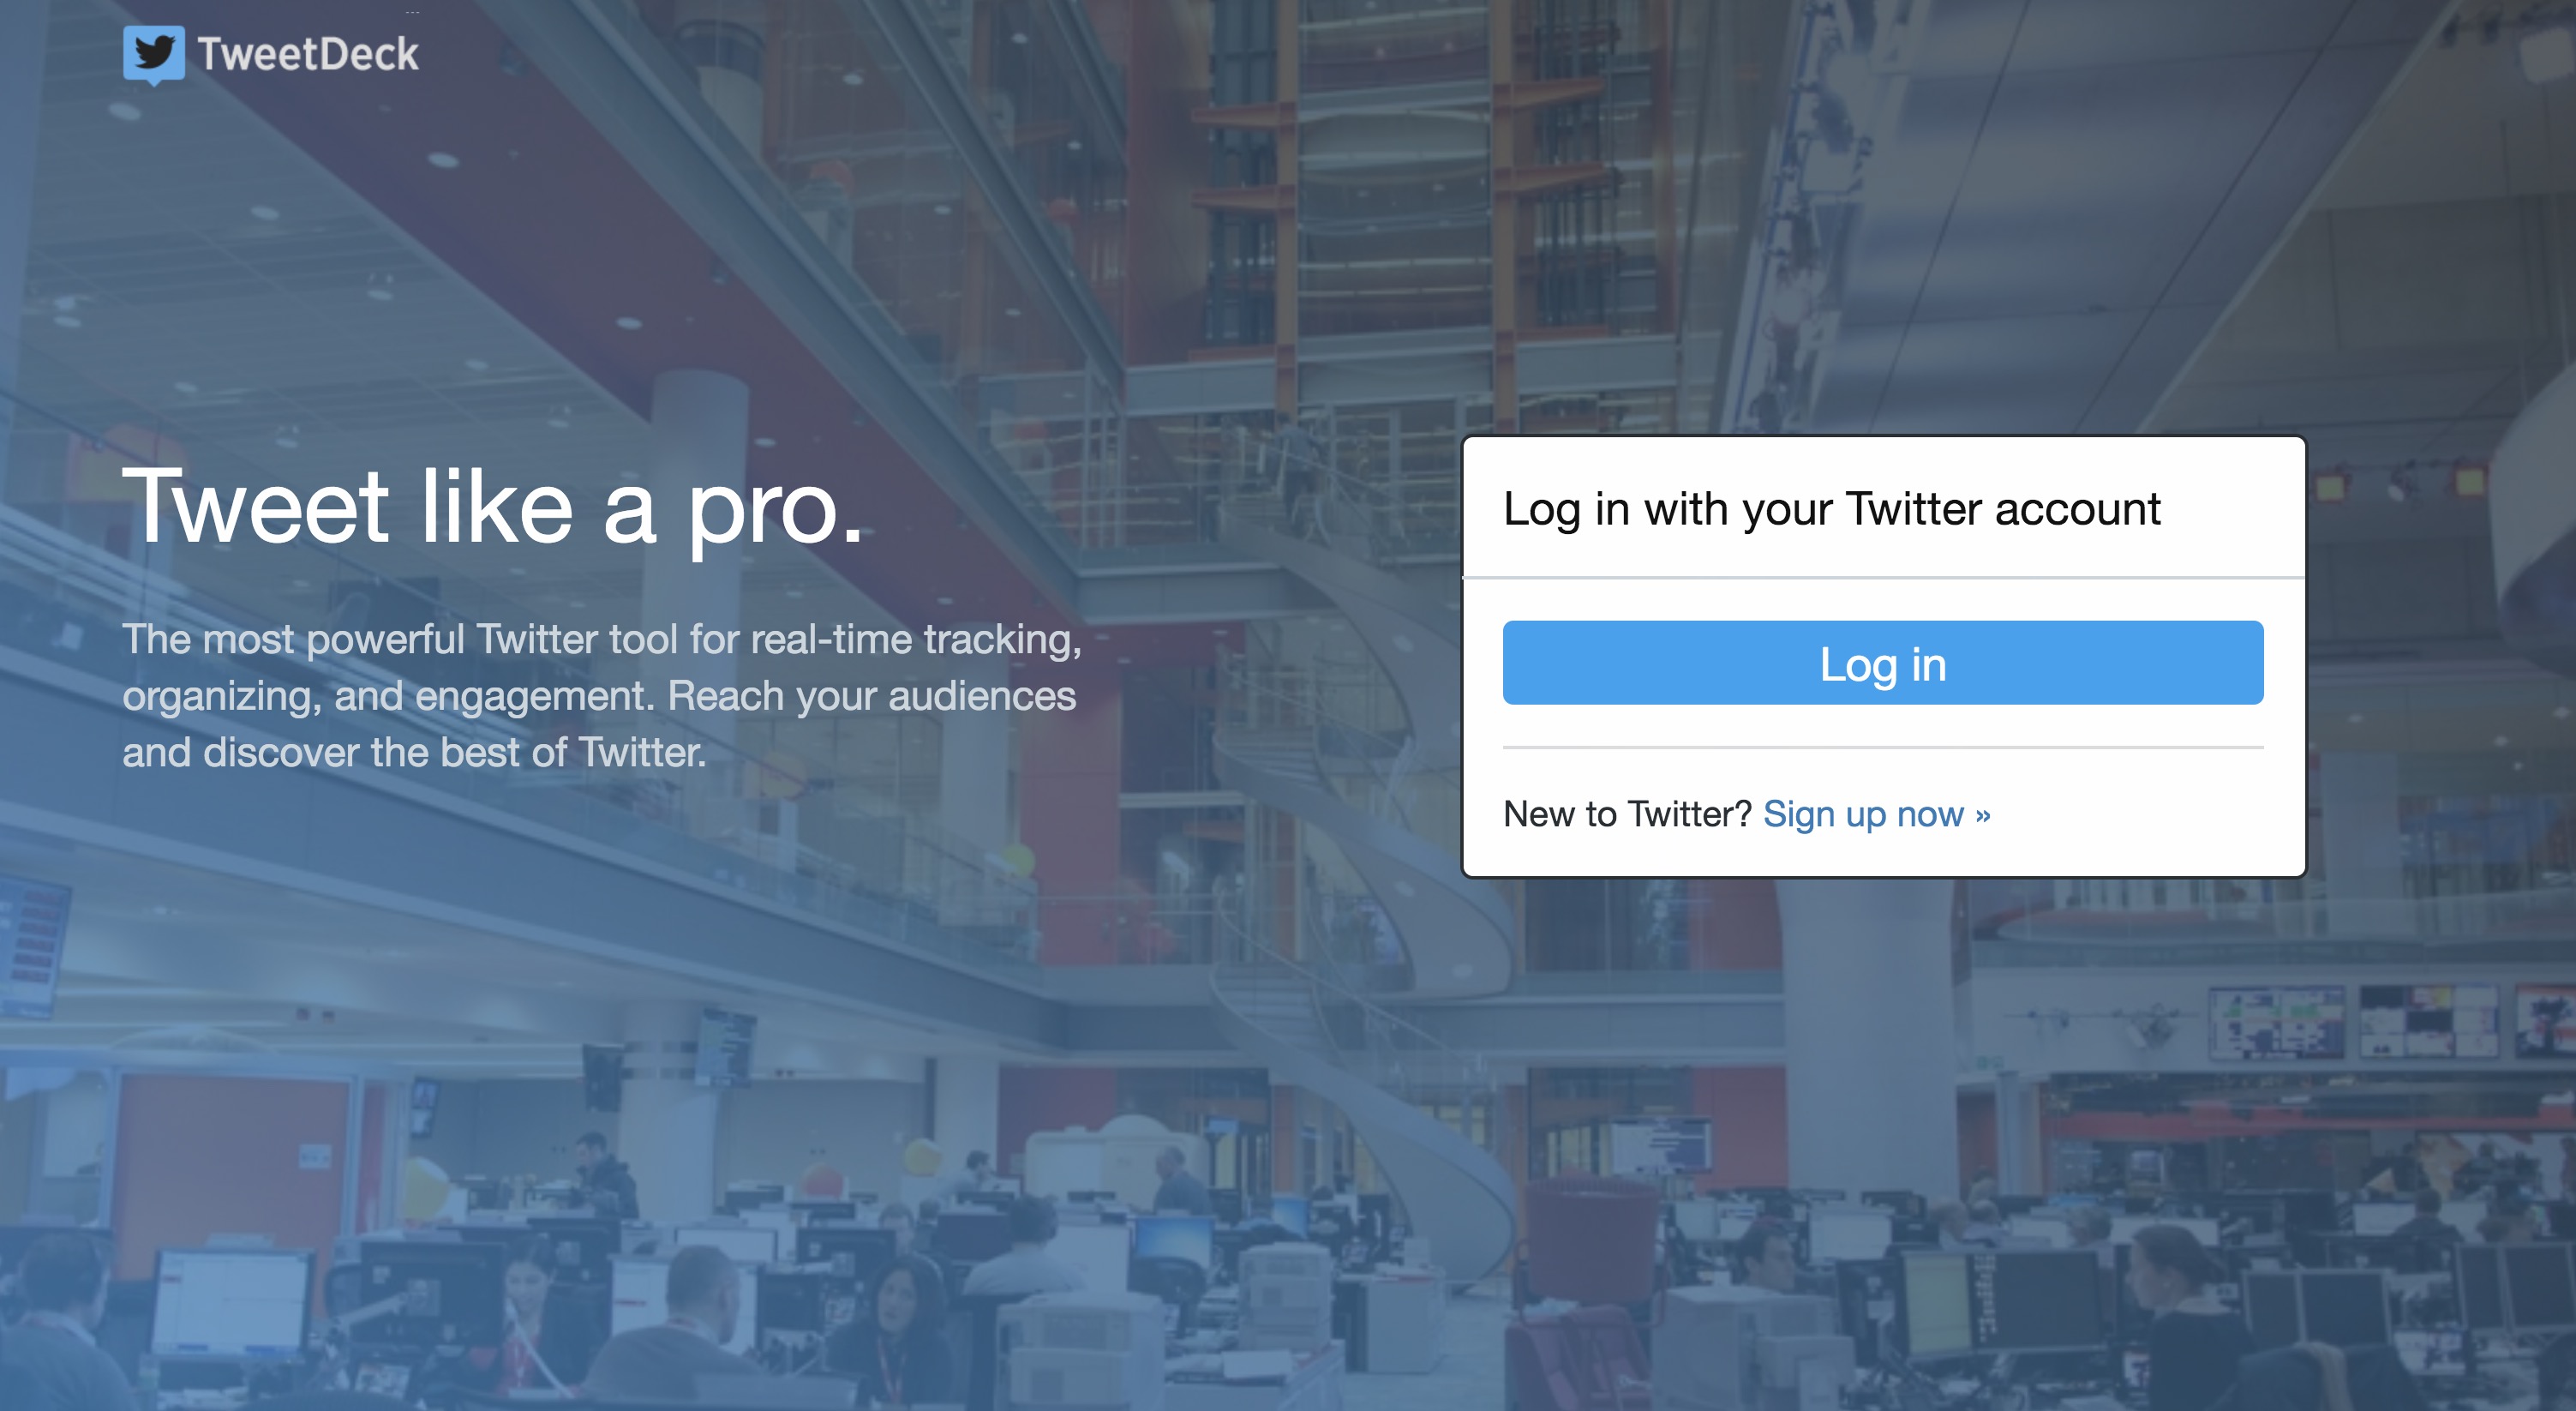 TweetDeck
Tweet like a pro.
The most powerful Twitter tool for real-time tracking,
organizing, and engagement. Reach your audiences
and discover the best of Twitter.
Log in with your Twitter account
Log in
New to Twitter? Sign up now »